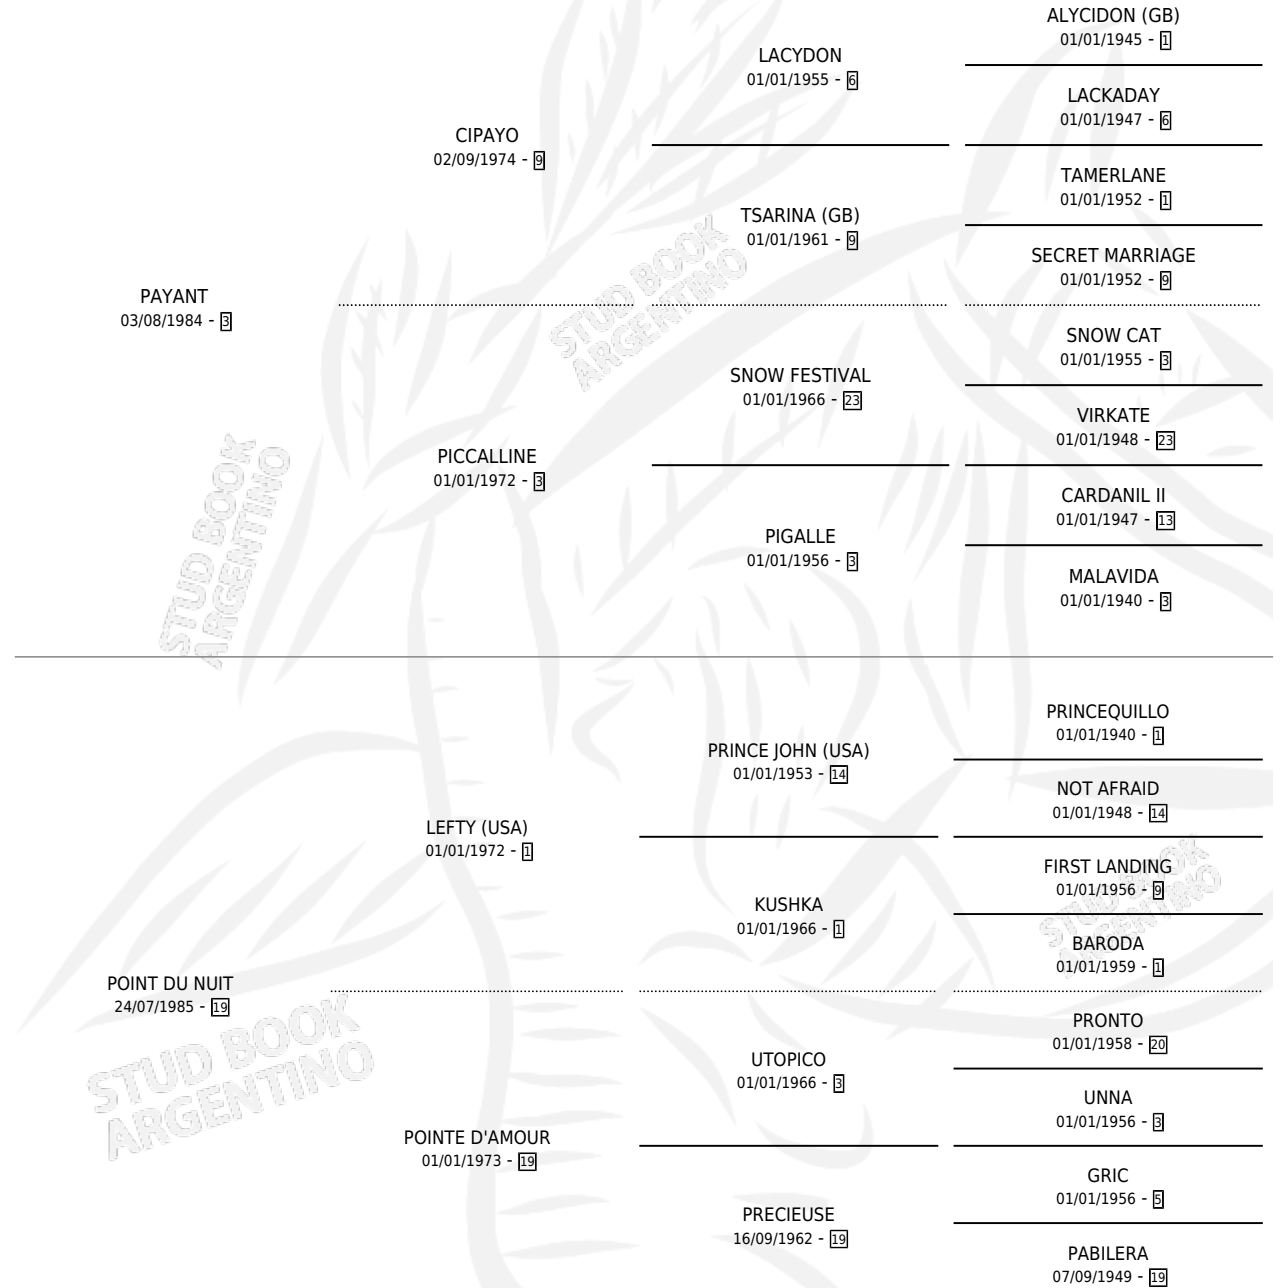 ALYCIDON (GB)
01/01/1945 - 1
LACYDON
01/01/1955 - 6
LACKADAY
01/01/1947 - 6
CIPAYO
02/09/1974 - 9
TAMERLANE
01/01/1952 - 1
TSARINA (GB)
01/01/1961 - 9
SECRET MARRIAGE
01/01/1952 - 9
PAYANT
03/08/1984 - 3
SNOW CAT
01/01/1955 - 3
SNOW FESTIVAL
01/01/1966 - 23
VIRKATE
01/01/1948 - 23
PICCALLINE
01/01/1972 - 3
CARDANIL II
01/01/1947 - 13
PIGALLE
01/01/1956 - 3
MALAVIDA
01/01/1940 - 3
STUD BOOK
ARGENTINO
STUD BOOK
ARGENTINO
PRINCEQUILLO
01/01/1940 - 1
PRINCE JOHN (USA)
01/01/1953 - 14
NOT AFRAID
01/01/1948 - 14
LEFTY (USA)
01/01/1972 - 1
FIRST LANDING
01/01/1956 - 9
KUSHKA
01/01/1966 - 1
BARODA
01/01/1959 - 1
POINT DU NUIT
24/07/1985 - 19
PRONTO
01/01/1958 - 20
UTOPICO
01/01/1966 - 3
UNNA
01/01/1956 - 3
POINTE D'AMOUR
01/01/1973 - 19
GRIC
01/01/1956 - 5
PRECIEUSE
16/09/1962 - 19
PABILERA
07/09/1949 - 19
STUD BOOK
ARGENTINO
STUD BOOK
ARGENTINO